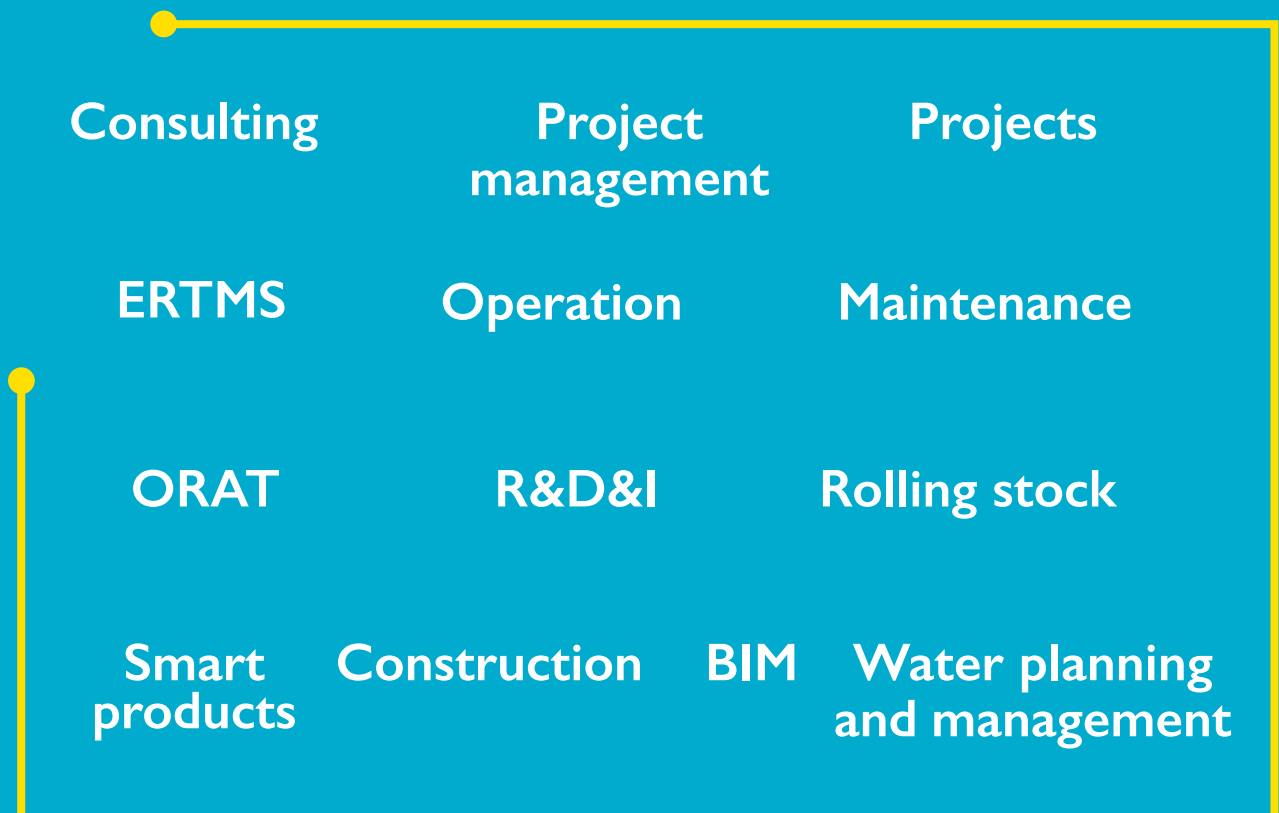 Consulting
Project
management
Projects
ERTMS
Operation
Maintenance
ORAT
R&D&I
Rolling stock
Smart
products
Construction
BIM
Water planning
and management